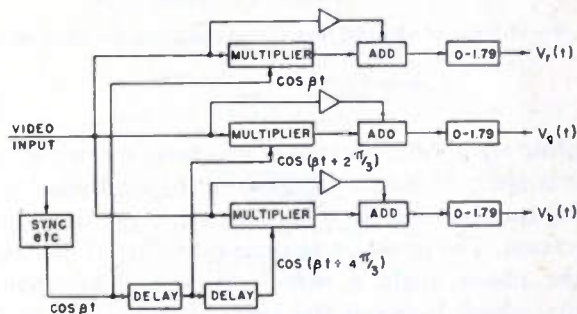 MULTIPLIER ADD 0-1.79 Vr(t)
COS βt
VIDEO
INPUT
MULTIPLIER ADD 0-1.79 Vg(t)
COS (βt + 2π/3)
MULTIPLIER ADD 0-1.79 Vb(t)
SYNC
etc
COS (βt + 4π/3)
COS βt
DELAY DELAY